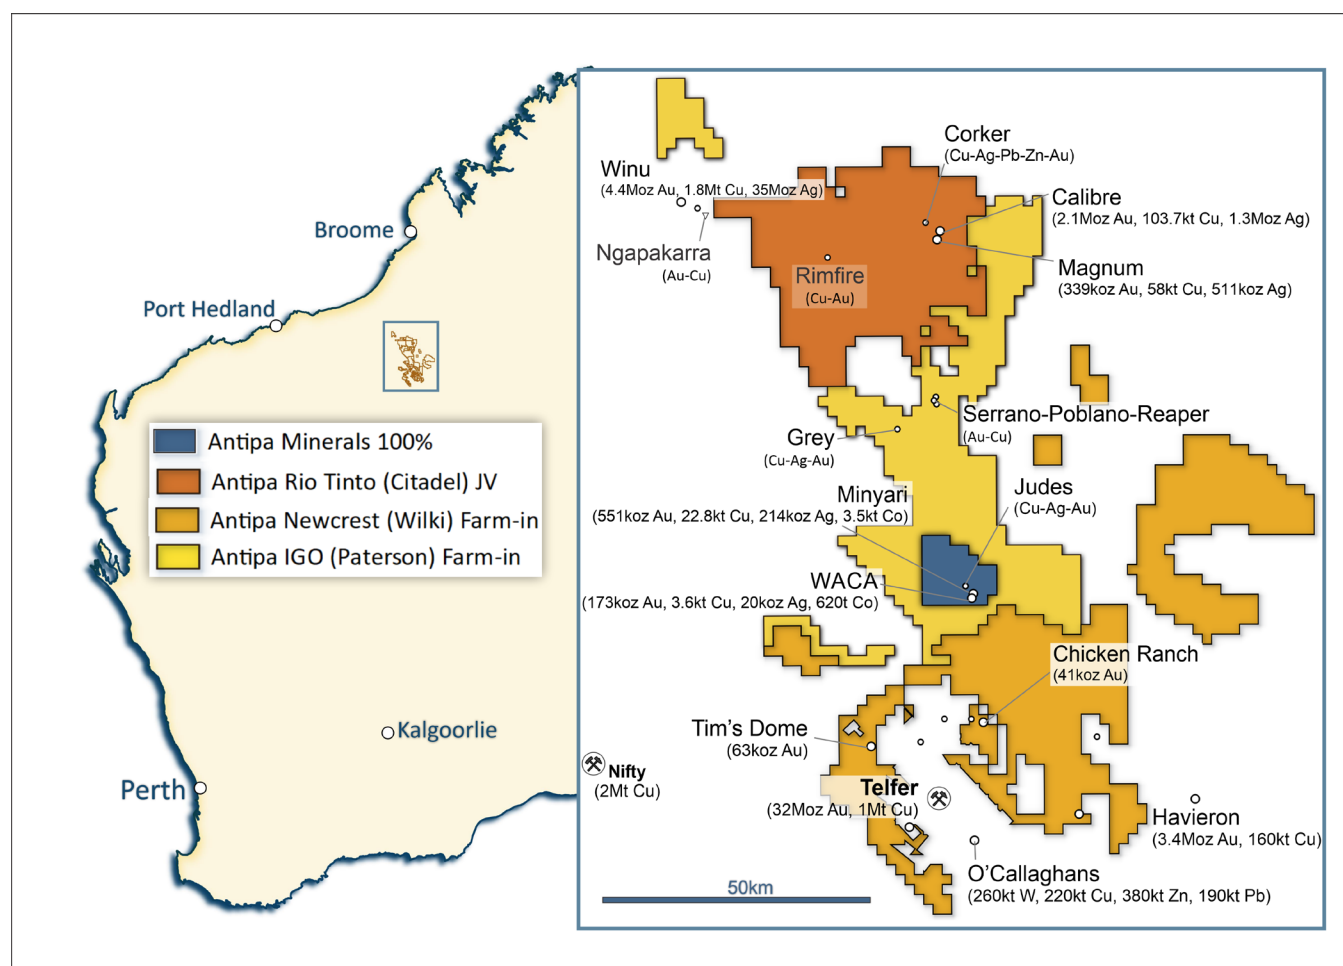 Corker
(Cu-Ag-Pb-Zn-Au)
Winu
(4.4Moz Au, 1.8Mt Cu, 35Moz Ag)
Calibre
(2.1Moz Au, 103.7kt Cu, 1.3Moz Ag)
Broome
Ngapakarra
(Au-Cu)
Rimfire
(Cu-Au)
Magnum
(339koz Au, 58kt Cu, 511koz Ag)
Port Hedland
Serrano-Poblano-Reaper
(Au-Cu)
Grey
(Cu-Ag-Au)
Antipa Minerals 100%
Antipa Rio Tinto (Citadel) JV
Antipa Newcrest (Wilki) Farm-in
Antipa IGO (Paterson) Farm-in
Minyari
(551koz Au, 22.8kt Cu, 214koz Ag, 3.5kt Co)
Judes
(Cu-Ag-Au)
WACA
(173koz Au, 3.6kt Cu, 20koz Ag, 620t Co)
Chicken Ranch
(41koz Au)
Kalgoorlie
Tim's Dome
(63koz Au)
Perth
Nifty
(2Mt Cu)
Telfer
(32Moz Au, 1Mt Cu)
Havieron
(3.4Moz Au, 160kt Cu)
O'Callaghans
(260kt W, 220kt Cu, 380kt Zn, 190kt Pb)
50km